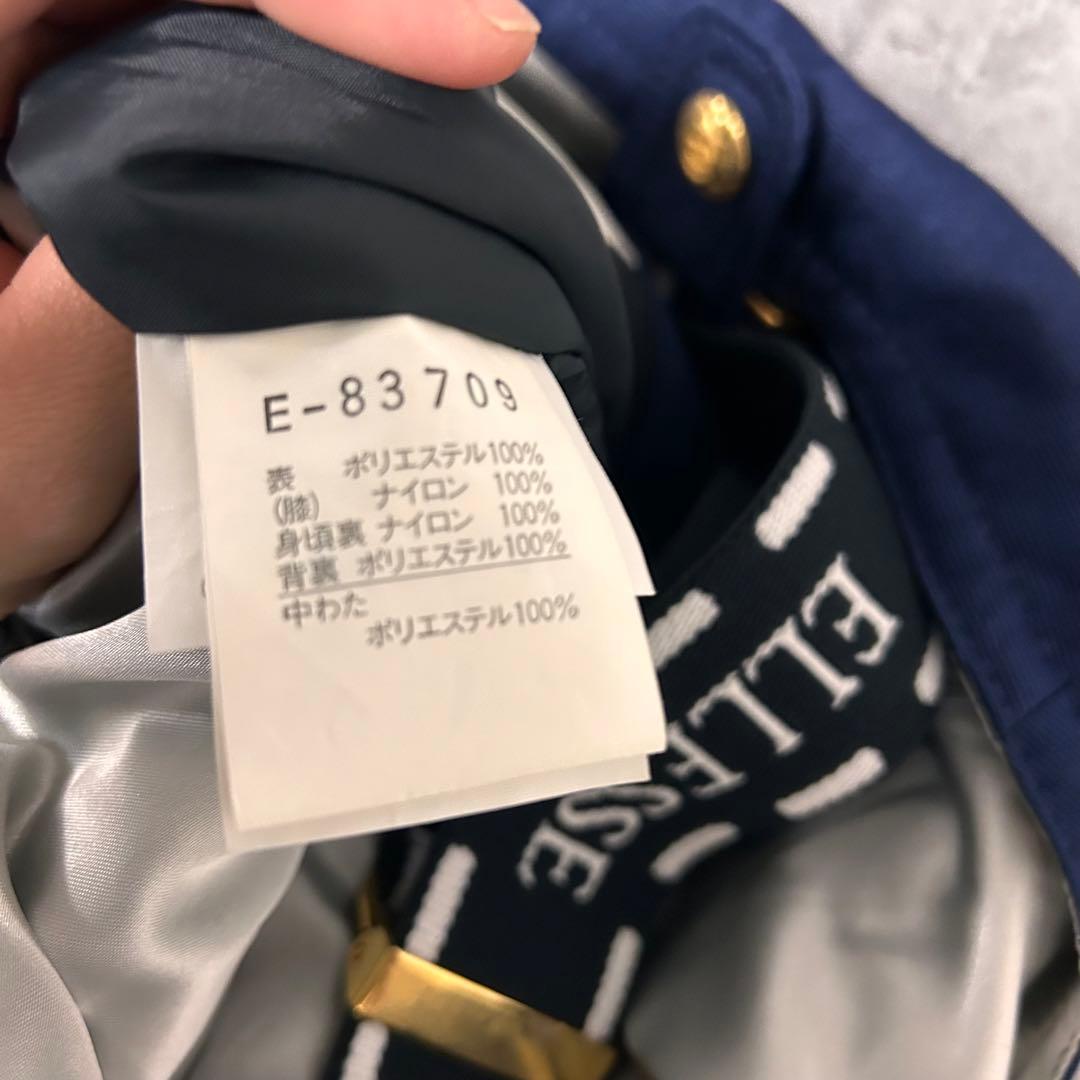 E-83709
表 ポリエステル100%
(膝) ナイロン 100%
身頃裏 ナイロン 100%
背裏 ポリエステル100%
中わた
ポリエステル100%
ELLESSE